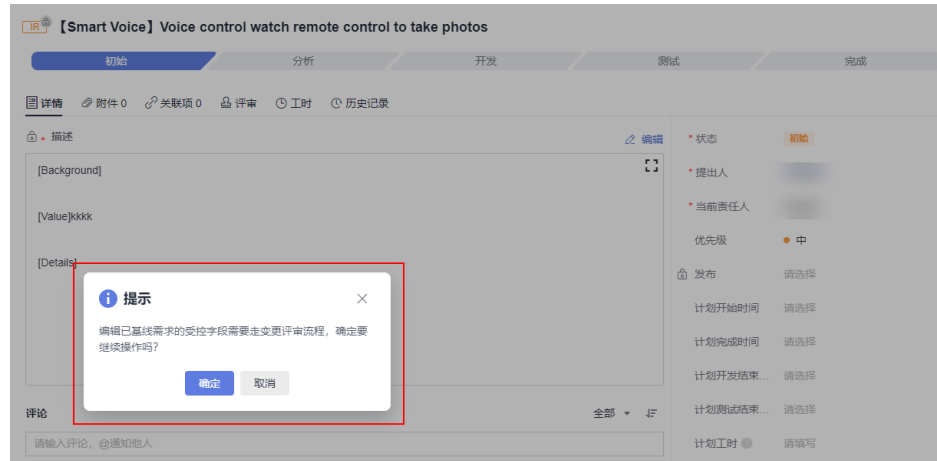 IR 【Smart Voice】Voice control watch remote control to take photos
初始 分析 开发 测试 完成
详情 附件 0 关联项 0 评审 工时 历史记录
描述 编辑
[Background]
[Value]kkkk
[Details]
提示
编辑已基线需求的受控字段需要走变更评审流程，确定要
继续操作吗?
确定 取消
评论 全部
请输入评论，@通知他人
* 状态 初始
* 提出人
* 当前责任人
优先级 中
发布 请选择
计划开始时间 请选择
计划完成时间 请选择
计划开发结束... 请选择
计划测试结束... 请选择
计划工时 请填写